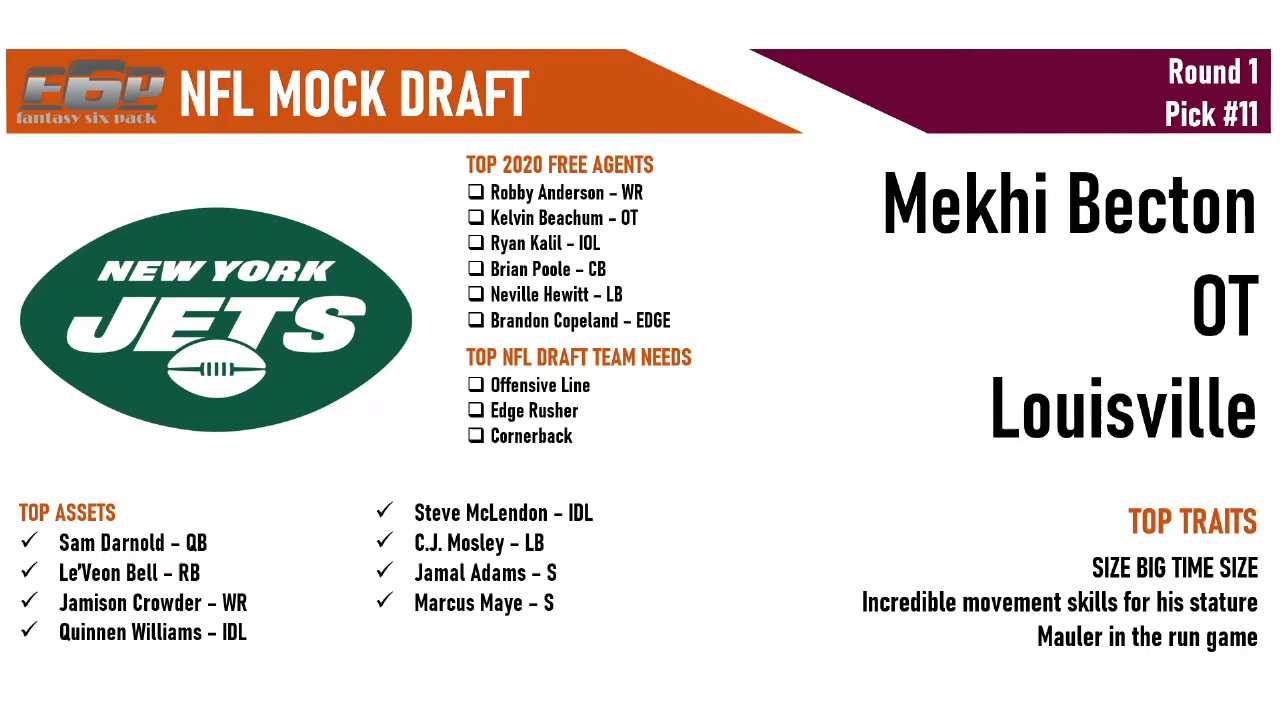 F6P
fantasy six pack
NFL MOCK DRAFT
Round 1
Pick #11
NEW YORK
JETS
TOP 2020 FREE AGENTS
Robby Anderson – WR
Kelvin Beachum – OT
Ryan Kalil – IOL
Brian Poole – CB
Neville Hewitt – LB
Brandon Copeland – EDGE
TOP NFL DRAFT TEAM NEEDS
Offensive Line
Edge Rusher
Cornerback
Mekhi Becton
OT
Louisville
TOP ASSETS
Sam Darnold – QB
Le'Veon Bell – RB
Jamison Crowder – WR
Quinnen Williams – IDL
Steve McLendon – IDL
C.J. Mosley – LB
Jamal Adams – S
Marcus Maye – S
TOP TRAITS
SIZE BIG TIME SIZE
Incredible movement skills for his stature
Mauler in the run game